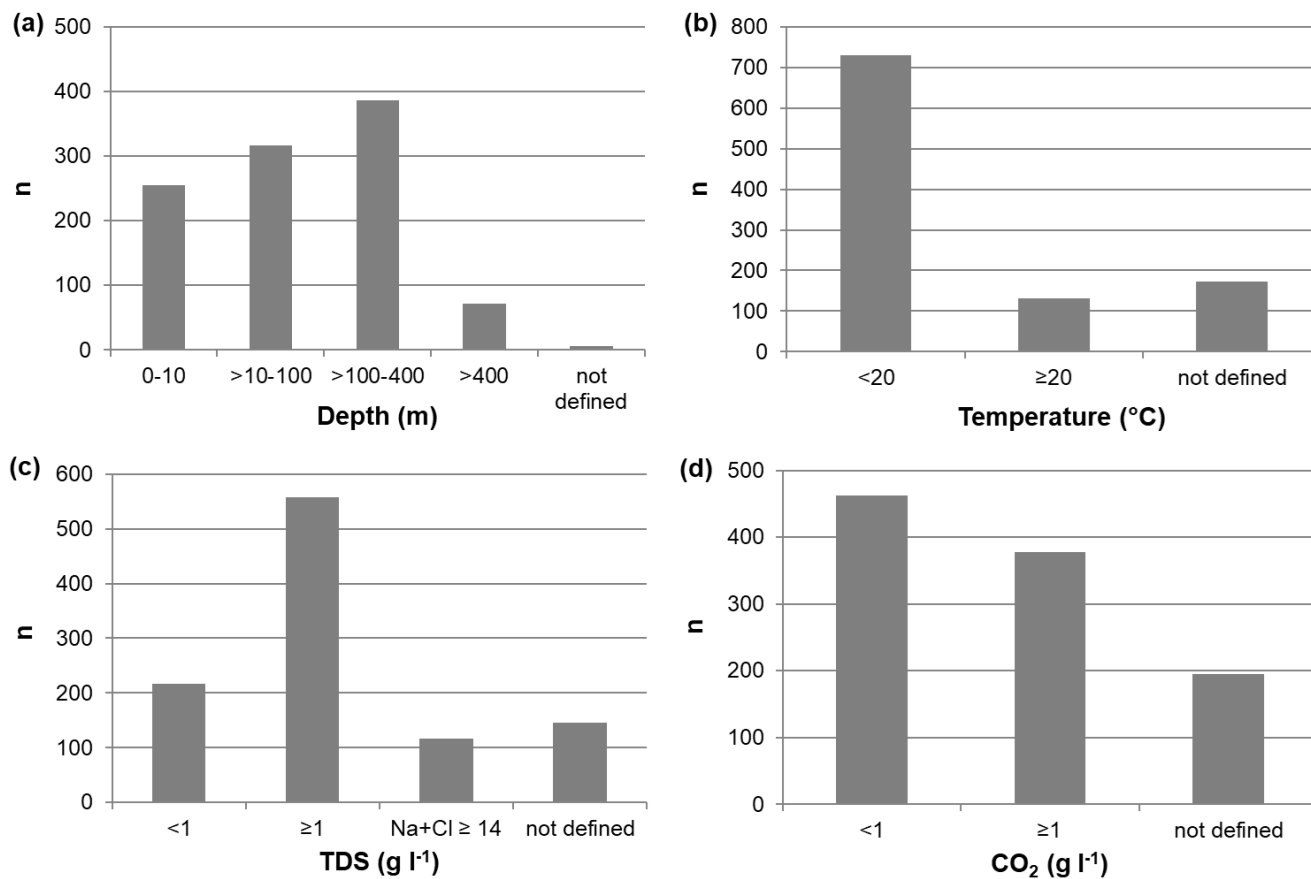 (a)
500
400
300
200
100
0
n
0-10 >10-100 >100-400 >400 not defined
Depth (m)
(b)
800
700
600
500
400
300
200
100
0
n
<20 ≥20 not defined
Temperature (°C)
(c)
600
500
400
300
200
100
0
n
<1 ≥1 Na+Cl ≥ 14 not defined
TDS (g l⁻¹)
(d)
500
400
300
200
100
0
n
<1 ≥1 not defined
CO₂ (g l⁻¹)